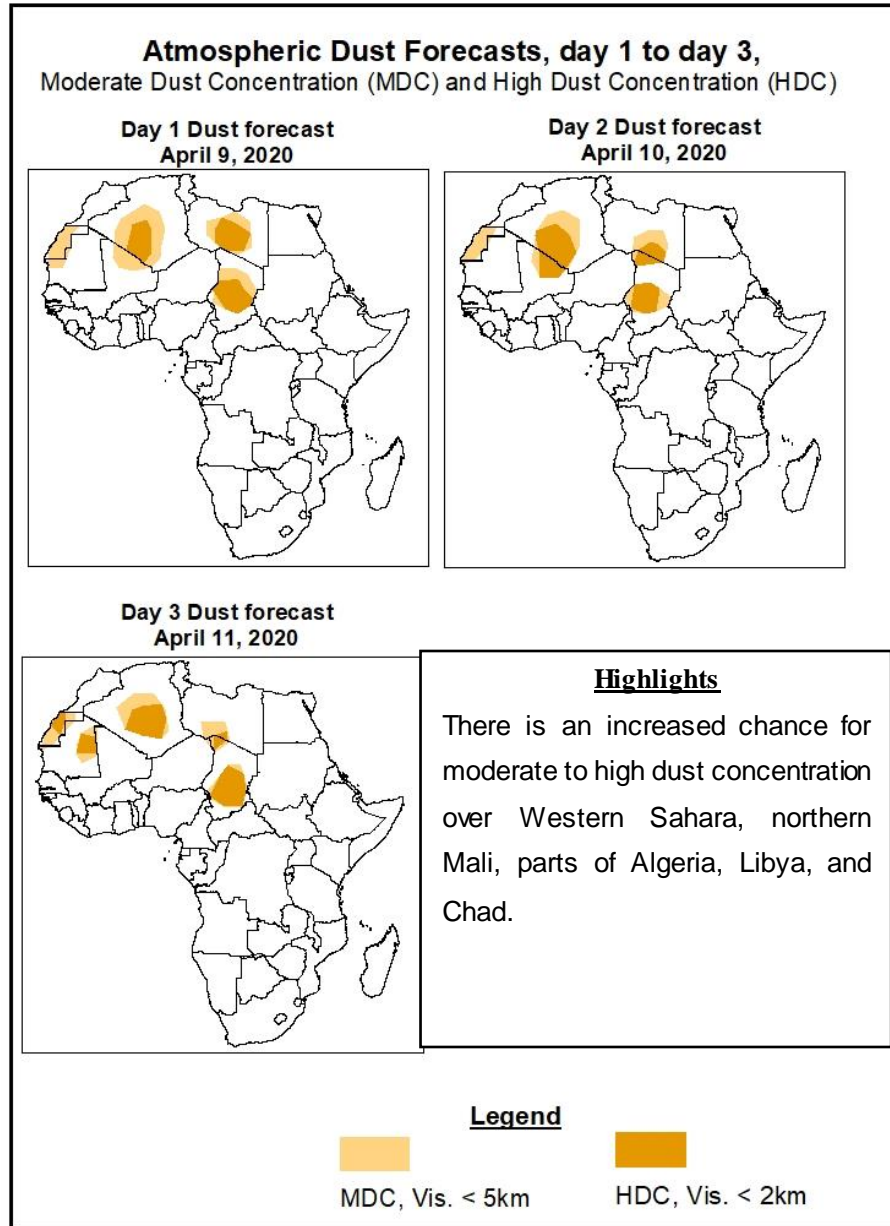 Atmospheric Dust Forecasts, day 1 to day 3,
Moderate Dust Concentration (MDC) and High Dust Concentration (HDC)
Day 1 Dust forecast
April 9, 2020
Day 2 Dust forecast
April 10, 2020
Day 3 Dust forecast
April 11, 2020
Highlights
There is an increased chance for
moderate to high dust concentration
over Western Sahara, northern
Mali, parts of Algeria, Libya, and
Chad.
Legend
MDC, Vis. < 5km
HDC, Vis. < 2km